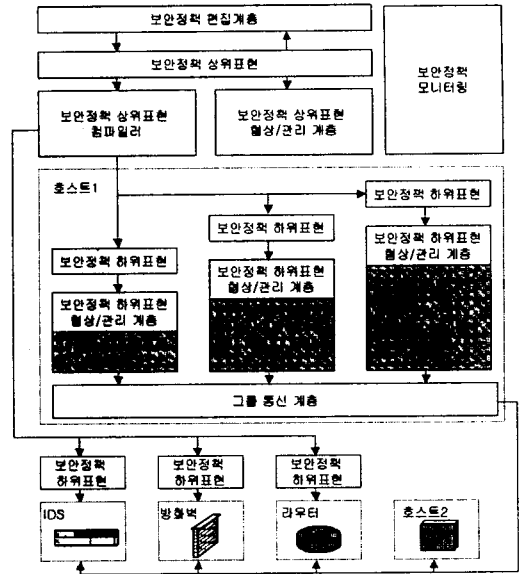 보안정책 편집계층
보안정책 상위표현
보안정책
모니터링
보안정책 상위표현
컴파일러
보안정책 상위표현
협상/관리 계층
호스트1
보안정책 하위표현
보안정책 하위표현
보안정책 하위표현
보안정책 하위표현
협상/관리 계층
보안정책 하위표현
협상/관리 계층
보안정책 하위표현
협상/관리 계층
그룹 통신 계층
보안정책
하위표현
보안정책
하위표현
보안정책
하위표현
IDS
방화벽
라우터
호스트2